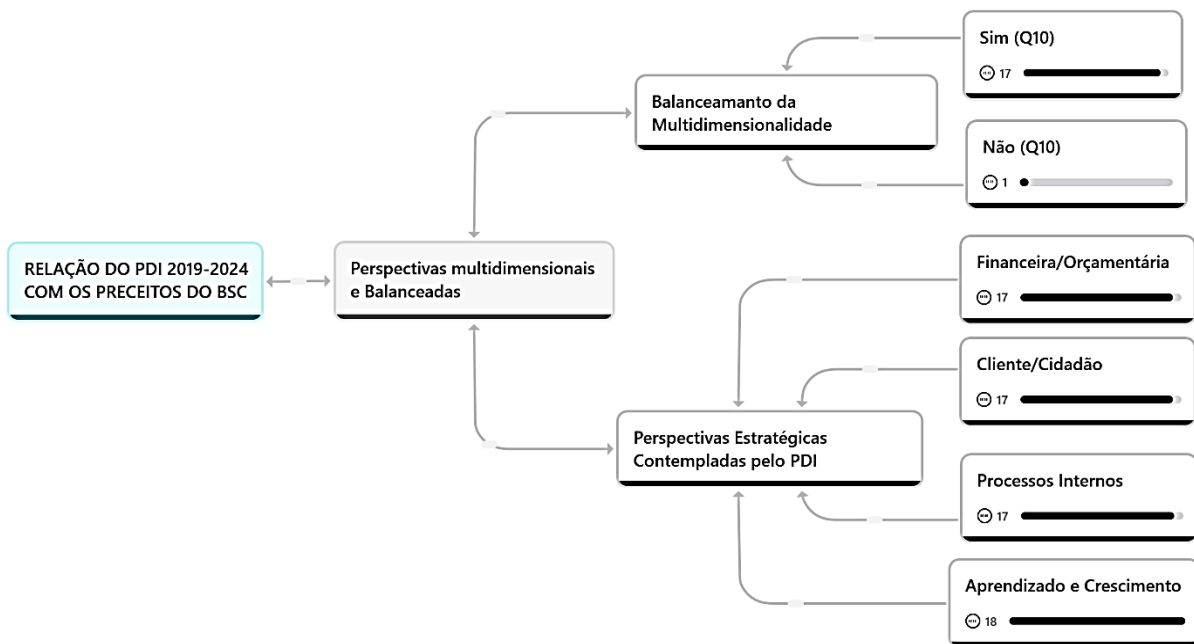 Sim (Q10)
17
Balanceamanto da
Multidimensionalidade
Não (Q10)
1
RELAÇÃO DO PDI 2019-2024
COM OS PRECEITOS DO BSC
Perspectivas multidimensionais
e Balanceadas
Financeira/Orçamentária
17
Cliente/Cidadão
17
Perspectivas Estratégicas
Contempladas pelo PDI
Processos Internos
17
Aprendizado e Crescimento
18